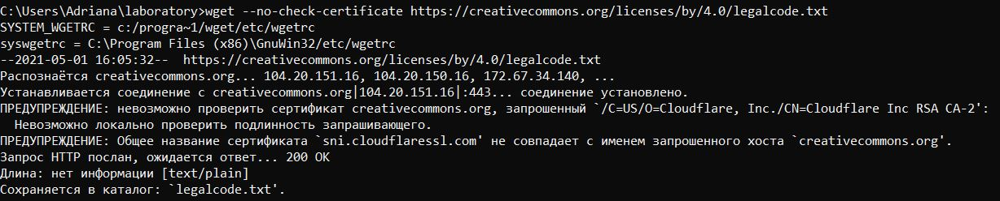 C:\Users\Adriana\laboratory>wget --no-check-certificate https://creativecommons.org/licenses/by/4.0/legalcode.txt
SYSTEM_WGETRC = c:/progra~1/wget/etc/wgetrc
syswgetrc = C:\Program Files (x86)\GnuWin32/etc/wgetrc
--2021-05-01 16:05:32--  https://creativecommons.org/licenses/by/4.0/legalcode.txt
Распознаётся creativecommons.org... 104.20.151.16, 104.20.150.16, 172.67.34.140, ...
Устанавливается соединение с creativecommons.org|104.20.151.16|:443... соединение установлено.
ПРЕДУПРЕЖДЕНИЕ: невозможно проверить сертификат creativecommons.org, запрошенный `/C=US/O=Cloudflare, Inc./CN=Cloudflare Inc RSA CA-2':
  Невозможно локально проверить подлинность запрашивающего.
ПРЕДУПРЕЖДЕНИЕ: Общее название сертификата `sni.cloudflaressl.com' не совпадает с именем запрошенного хоста `creativecommons.org'.
Запрос HTTP послан, ожидается ответ... 200 OK
Длина: нет информации [text/plain]
Сохраняется в каталог: `legalcode.txt'.